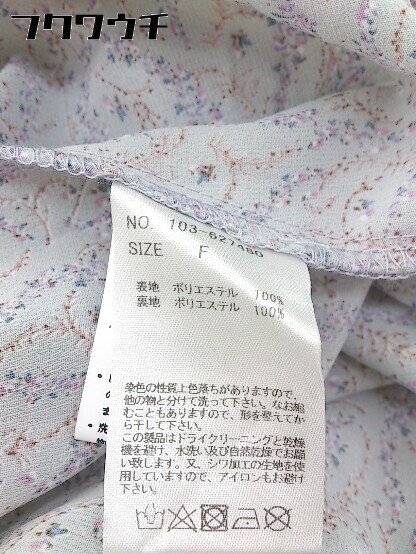 フクワウチ
NO. 103-627480
SIZE F
表地 ポリエステル 100%
裏地 ポリエステル 100%
染色の性質上色落ちがありますので、
他の物と分けて洗って下さい。なお縮
むこともありますので、形を整えてか
ら干して下さい。
この製品はドライクリーニングと乾燥
機を避け、水洗い及び自然乾燥でお願
い致します。又、シワ加工の生地を使
用していますので、アイロンもお避け
下さい。